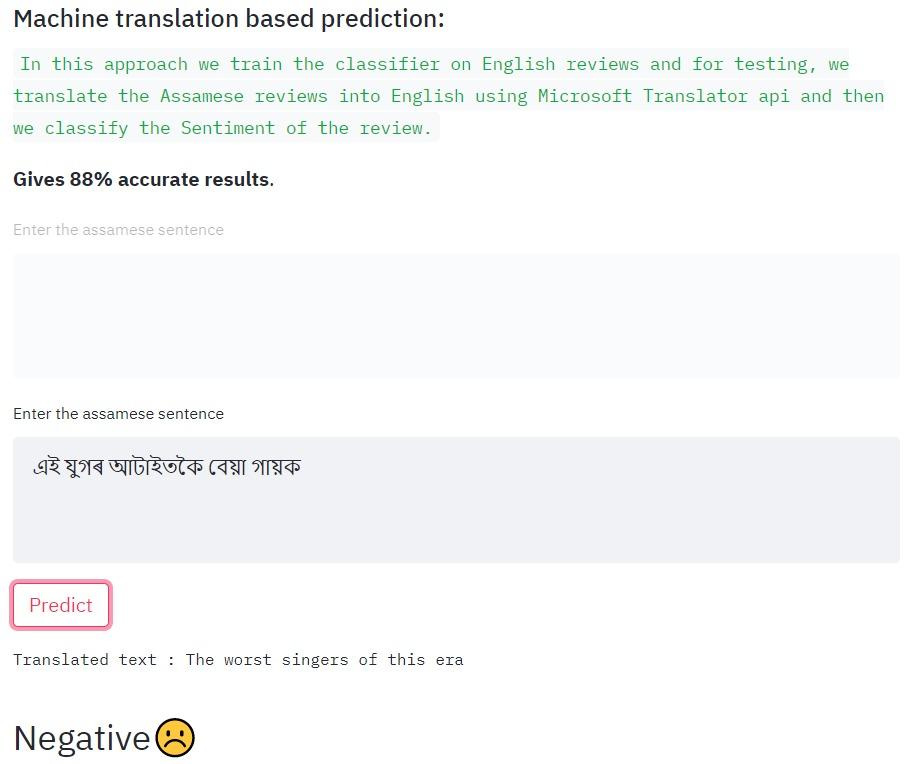 Machine translation based prediction:
In this approach we train the classifier on English reviews and for testing, we
translate the Assamese reviews into English using Microsoft Translator api and then
we classify the Sentiment of the review.
Gives 88% accurate results.
Enter the assamese sentence
Enter the assamese sentence
এই যুগৰ আটাইতকৈ বেয়া গায়ক
Predict
Translated text : The worst singers of this era
Negative☹️